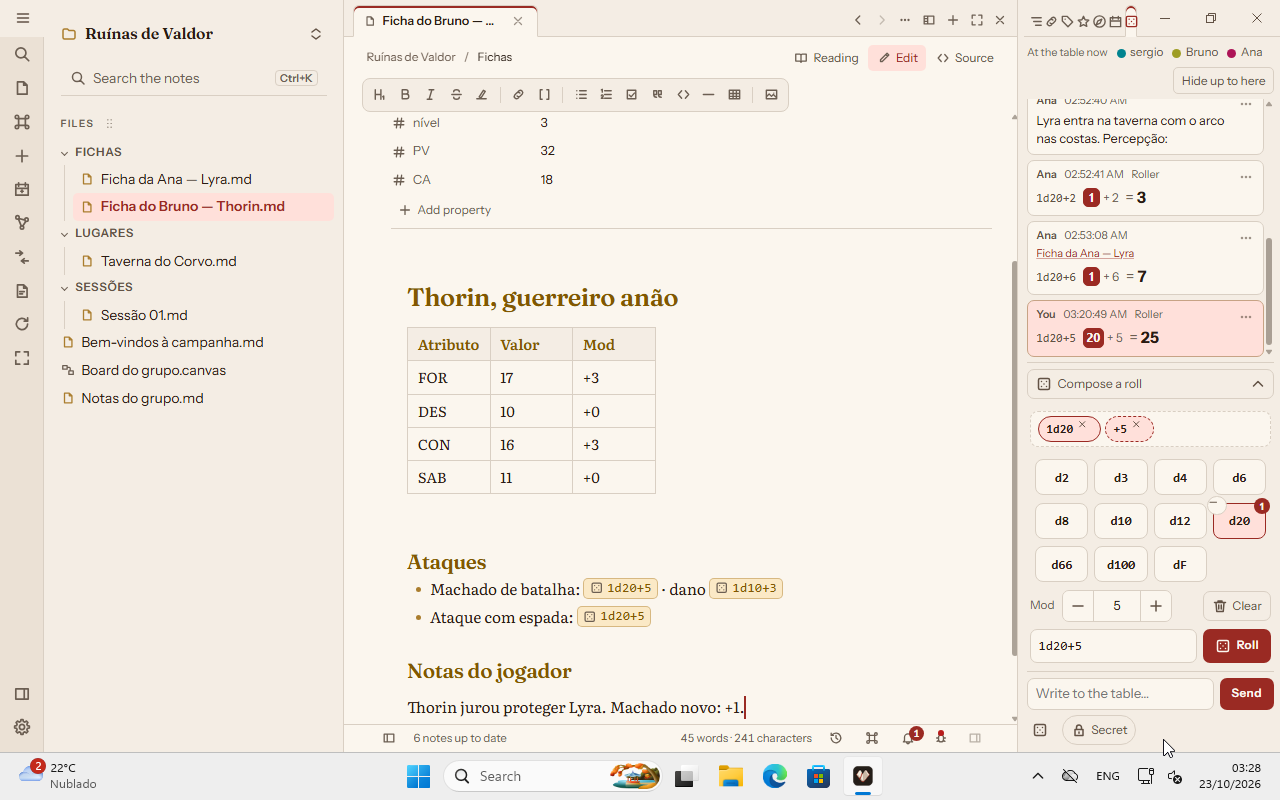 Ruínas de Valdor
Search the notes
Ctrl+K
FILES
FICHAS
Ficha da Ana — Lyra.md
Ficha do Bruno — Thorin.md
LUGARES
Taverna do Corvo.md
SESSÕES
Sessão 01.md
Bem-vindos à campanha.md
Board do grupo.canvas
Notas do grupo.md
Ficha do Bruno — ...
Ruínas de Valdor / Fichas
Reading
Edit
Source
nível 3
PV 32
CA 18
Add property
Thorin, guerreiro anão
Atributo Valor Mod
FOR 17 +3
DES 10 +0
CON 16 +3
SAB 11 +0
Ataques
Machado de batalha: 1d20+5 · dano 1d10+3
Ataque com espada: 1d20+5
Notas do jogador
Thorin jurou proteger Lyra. Machado novo: +1.
6 notes up to date
45 words · 241 characters
1
At the table now sergio Bruno Ana
Hide up to here
Ana 02:52:40 AM
Lyra entra na taverna com o arco
nas costas. Percepção:
Ana 02:52:41 AM Roller
1d20+2 1 + 2 = 3
Ana 02:53:08 AM
Ficha da Ana — Lyra
1d20+6 1 + 6 = 7
You 03:20:49 AM Roller
1d20+5 20 + 5 = 25
Compose a roll
1d20 × +5 ×
d2 d3 d4 d6
d8 d10 d12 d20 1
d66 d100 dF
Mod − 5 + Clear
1d20+5 Roll
Write to the table... Send
Secret
2
22°C
Nublado
Search
ENG
03:28
23/10/2026